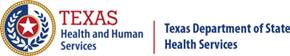 TEXAS
Health and Human
Services
Texas Department of State
Health Services